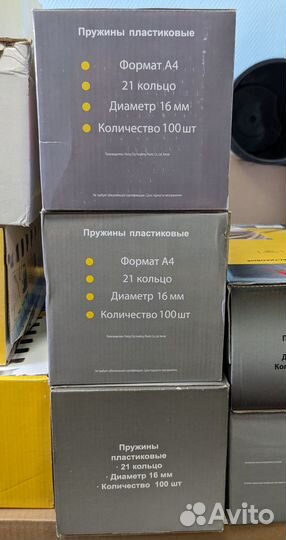 Пружины пластиковые
Формат А4
21 кольцо
Диаметр 16 мм
Количество 100 шт
Пружины пластиковые
Формат А4
21 кольцо
Диаметр 16 мм
Количество 100 шт
Пружины
пластиковые
· 21 кольцо
· Диаметр 16 мм
· Количество 100 шт
Avito